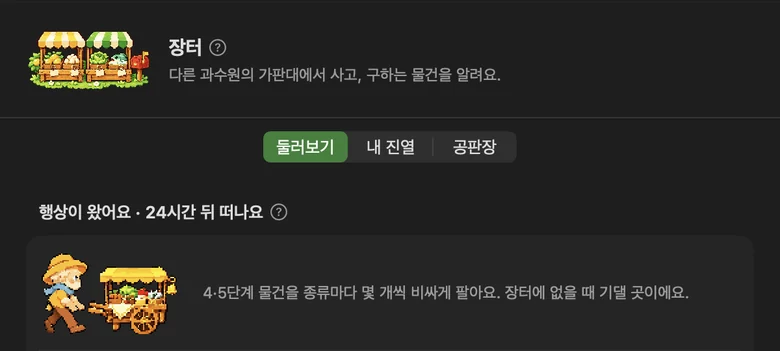 장터 ?
다른 과수원의 가판대에서 사고, 구하는 물건을 알려요.
둘러보기 내 진열 공판장
행상이 왔어요 · 24시간 뒤 떠나요 ?
4·5단계 물건을 종류마다 몇 개씩 비싸게 팔아요. 장터에 없을 때 기댈 곳이에요.